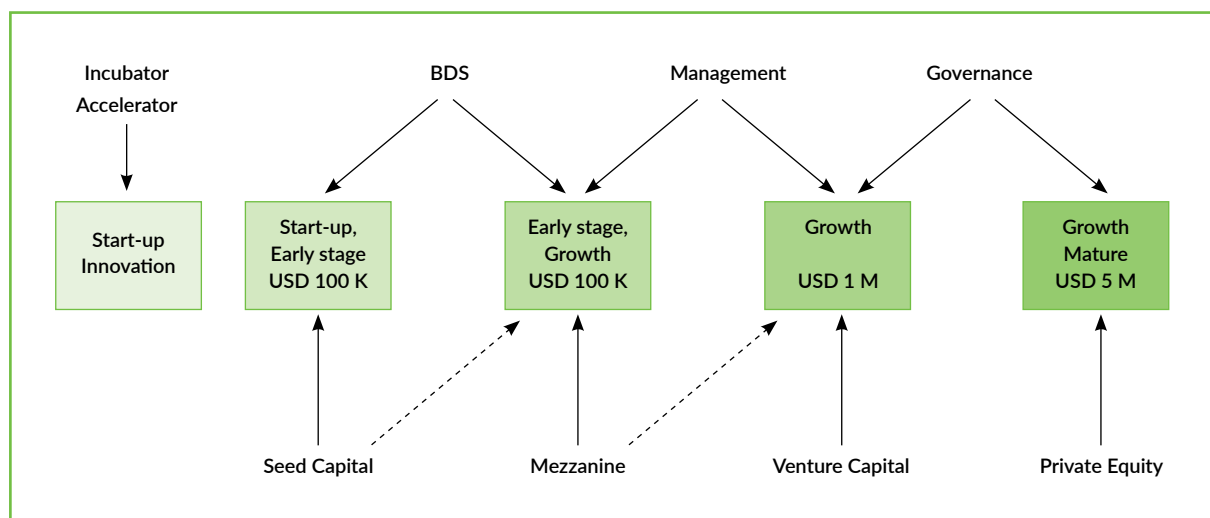 Incubator
Accelerator
BDS
Management
Governance
Start-up
Innovation
Start-up,
Early stage
USD 100 K
Early stage,
Growth
USD 100 K
Growth
USD 1 M
Growth
Mature
USD 5 M
Seed Capital
Mezzanine
Venture Capital
Private Equity